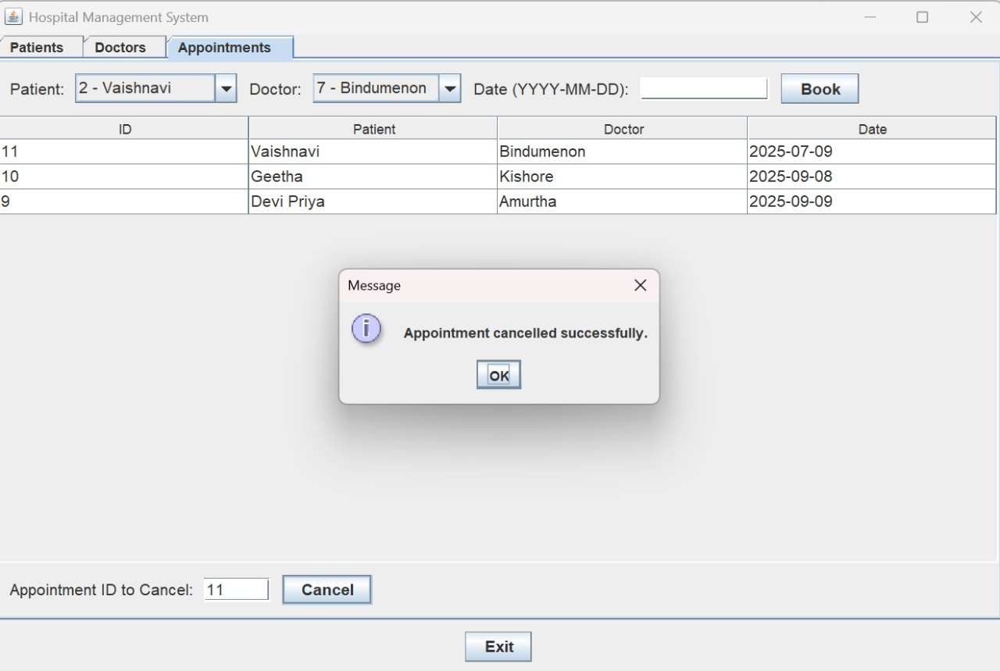 Hospital Management System
Patients Doctors Appointments
Patient: 2 - Vaishnavi Doctor: 7 - Bindumenon Date (YYYY-MM-DD): Book
ID Patient Doctor Date
11 Vaishnavi Bindumenon 2025-07-09
10 Geetha Kishore 2025-09-08
9 Devi Priya Amurtha 2025-09-09
Message
i Appointment cancelled successfully.
OK
Appointment ID to Cancel: 11 Cancel
Exit